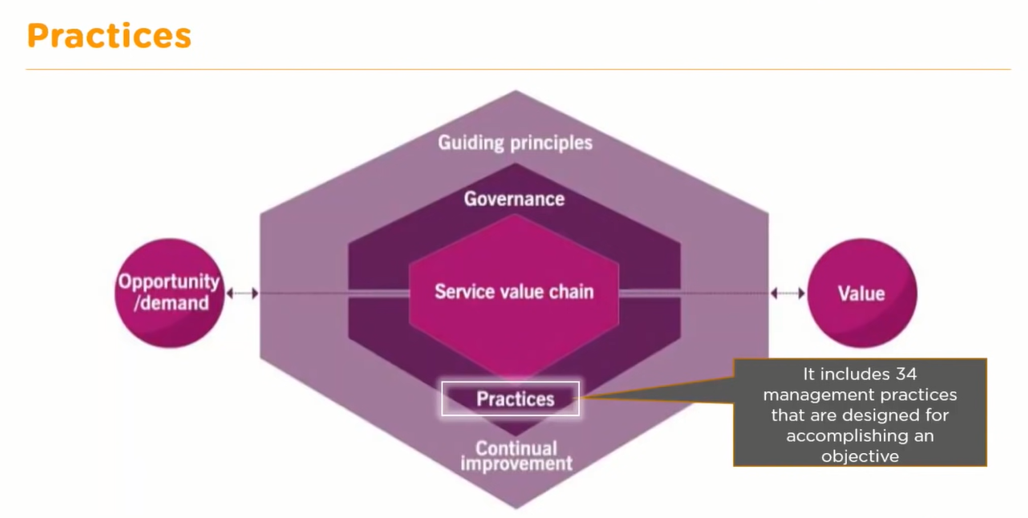 Practices
Guiding principles
Governance
Opportunity
/demand
Service value chain
Value
Practices
It includes 34
management practices
that are designed for
accomplishing an
objective
Continual
improvement